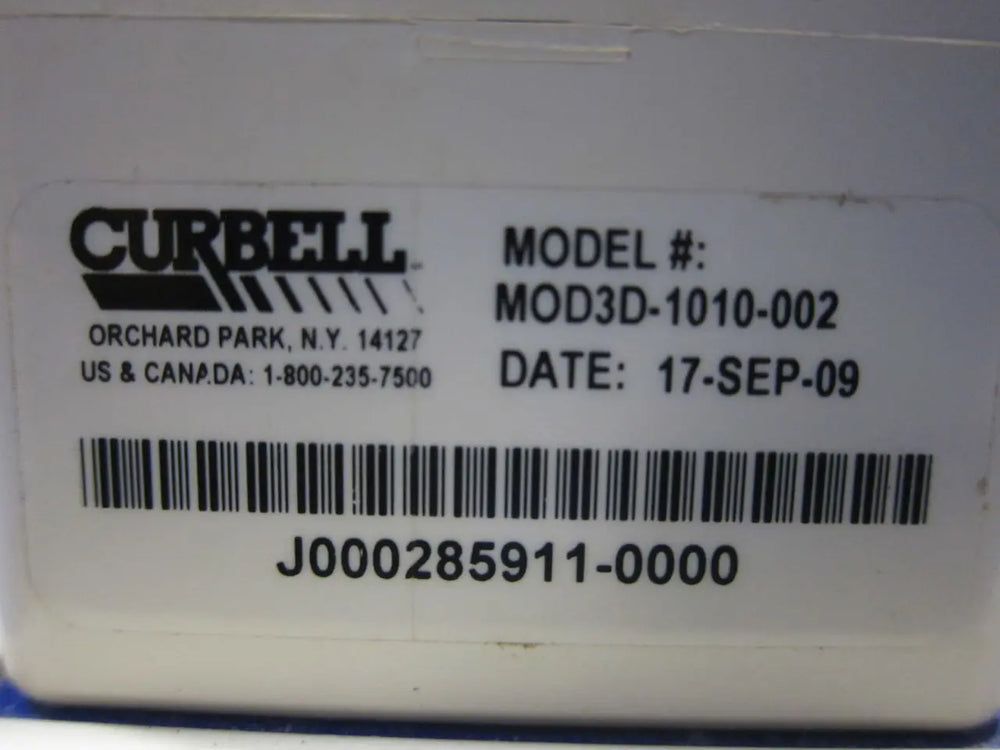 CURBELL
ORCHARD PARK, N.Y. 14127
US & CANADA: 1-800-235-7500
MODEL #:
MOD3D-1010-002
DATE: 17-SEP-09
J000285911-0000